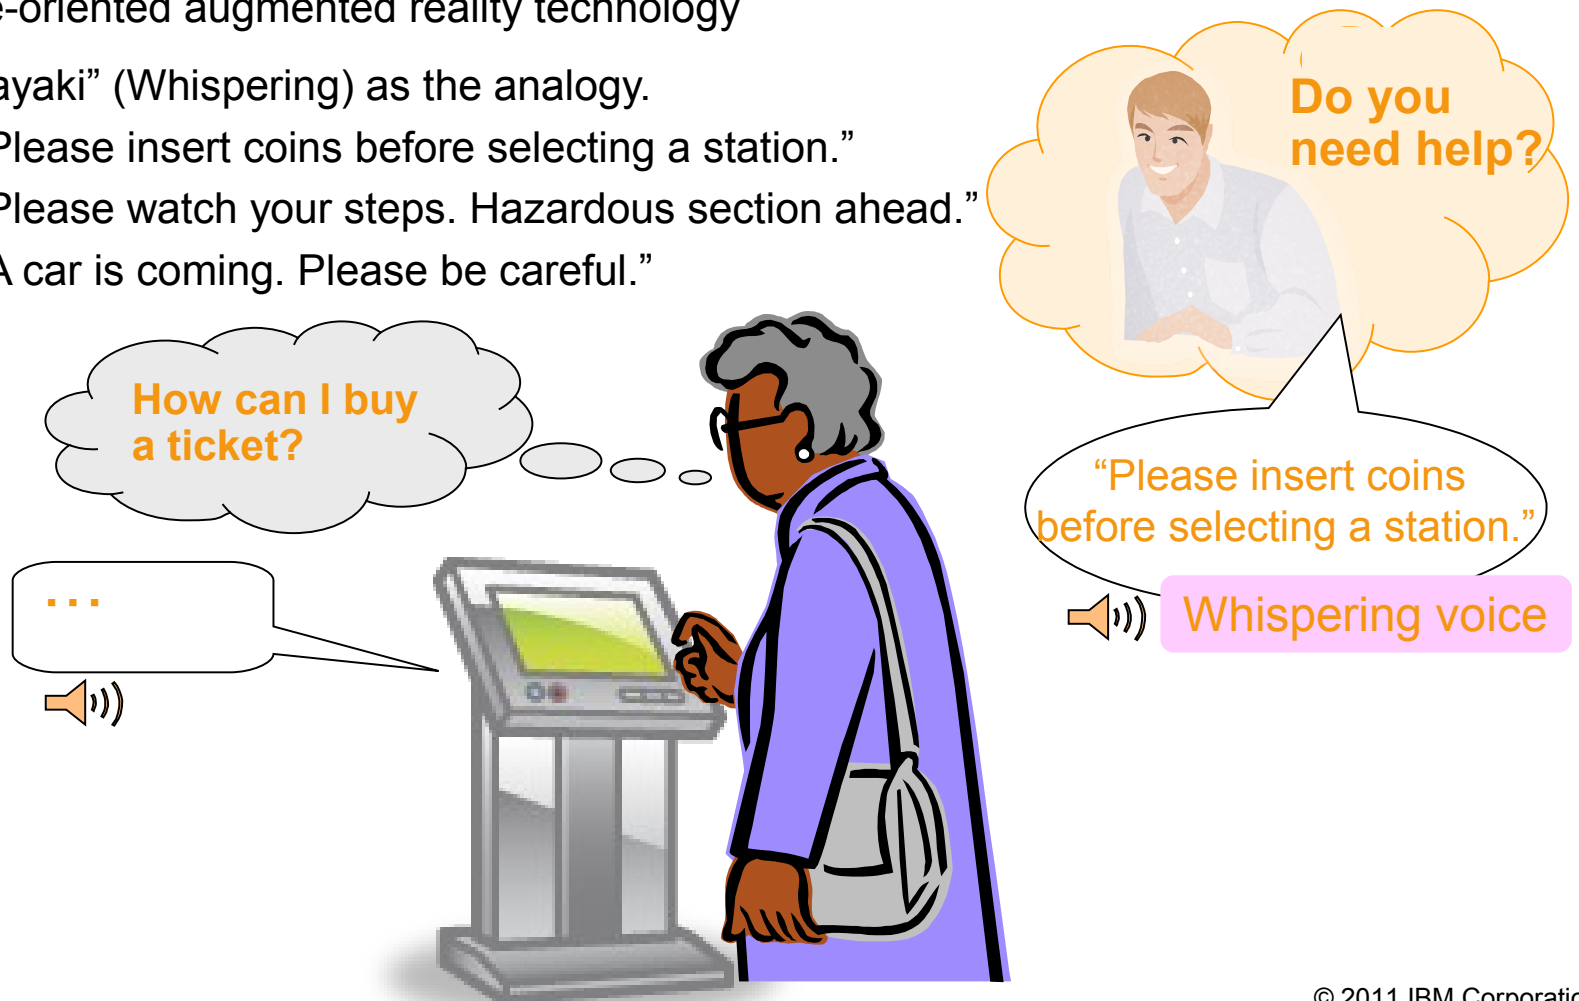 e-oriented augmented reality technology
ayaki” (Whispering) as the analogy.
Please insert coins before selecting a station.”
Please watch your steps. Hazardous section ahead.”
A car is coming. Please be careful.”
Do you
need help?
How can I buy
a ticket?
“Please insert coins
before selecting a station.”
...
Whispering voice
© 2011 IBM Corporatio